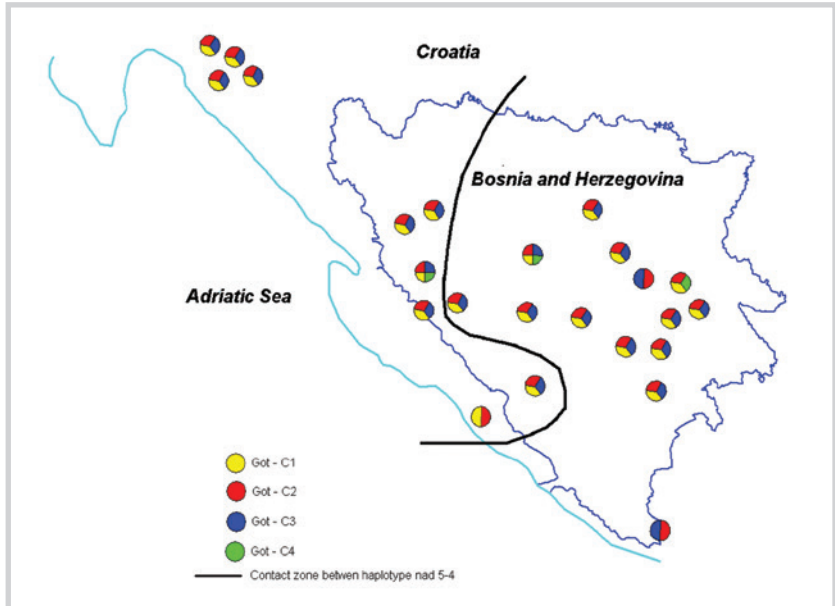 Croatia
Bosnia and Herzegovina
Adriatic Sea
Got - C1
Got - C2
Got - C3
Got - C4
Contact zone betwen haplotype nad 5-4